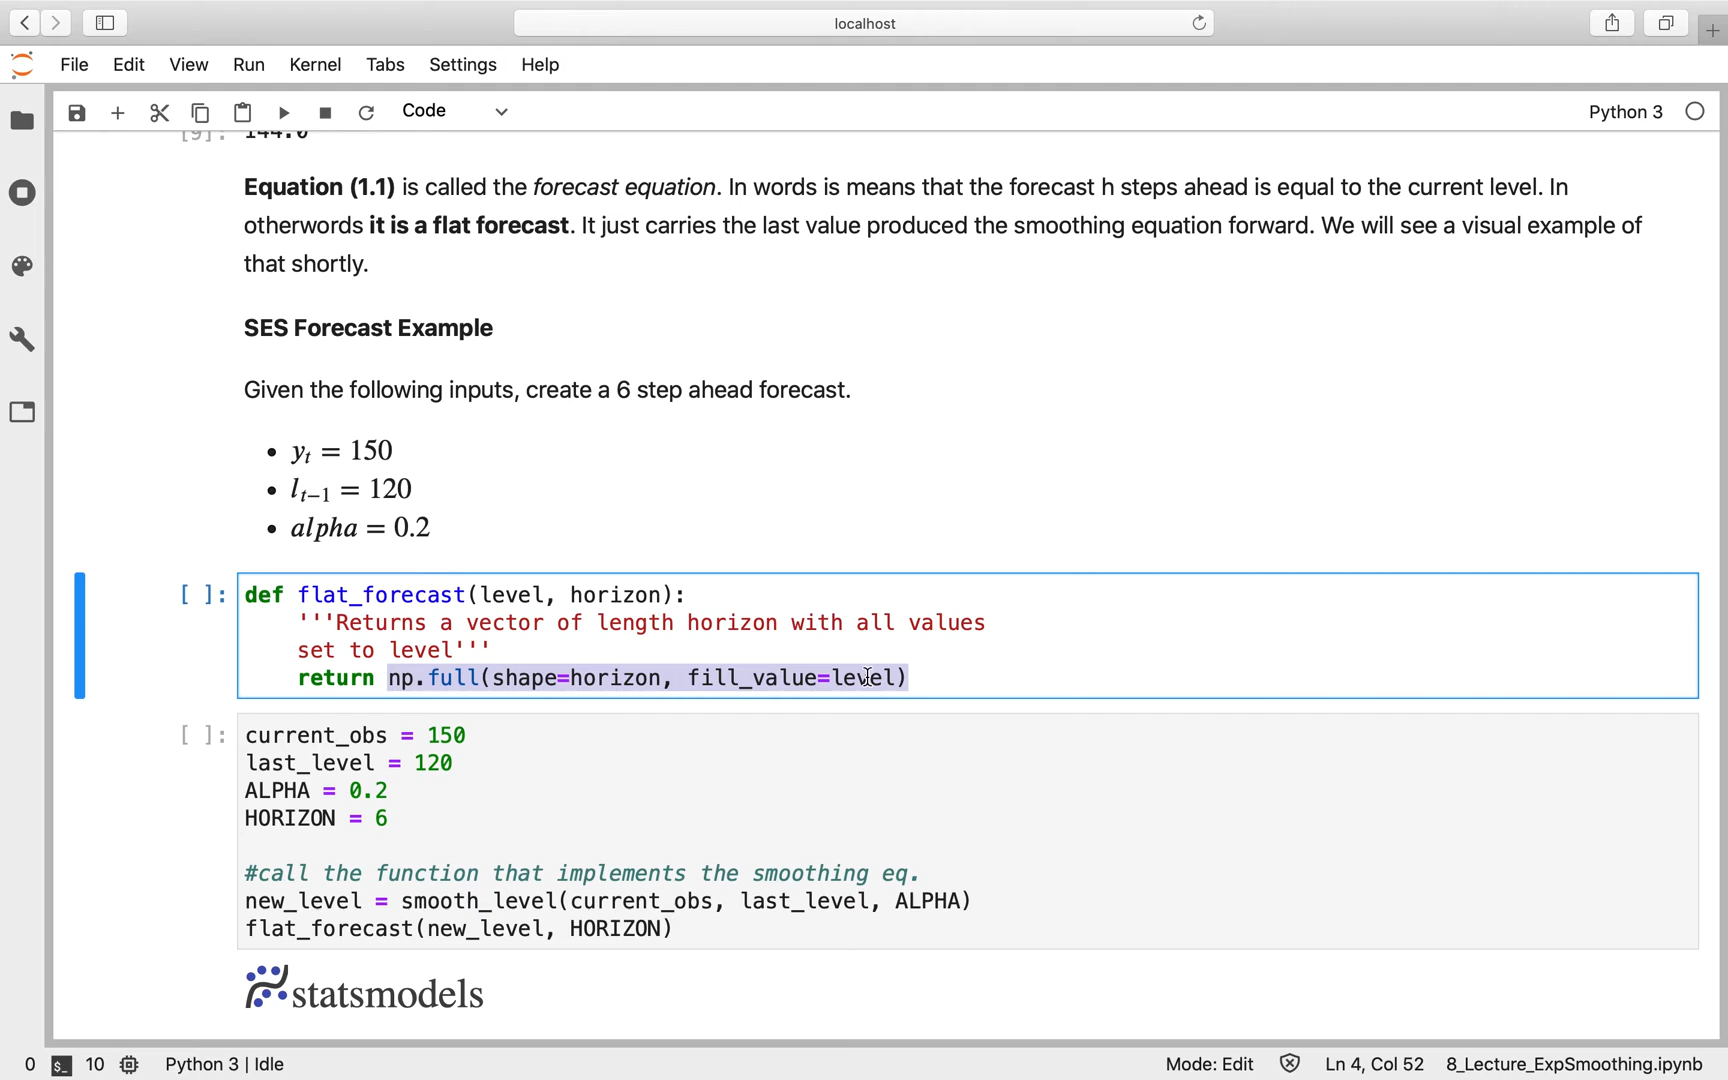 localhost
File Edit View Run Kernel Tabs Settings Help
Code Python 3
[9]: 144.0
Equation (1.1) is called the forecast equation. In words is means that the forecast h steps ahead is equal to the current level. In
otherwords it is a flat forecast. It just carries the last value produced the smoothing equation forward. We will see a visual example of
that shortly.
SES Forecast Example
Given the following inputs, create a 6 step ahead forecast.
• yₜ = 150
• lₜ₋₁ = 120
• alpha = 0.2
[ ]: def flat_forecast(level, horizon):
'''Returns a vector of length horizon with all values
set to level'''
return np.full(shape=horizon, fill_value=level)
[ ]: current_obs = 150
last_level = 120
ALPHA = 0.2
HORIZON = 6
#call the function that implements the smoothing eq.
new_level = smooth_level(current_obs, last_level, ALPHA)
flat_forecast(new_level, HORIZON)
statsmodels
0 $_ 10 Python 3 | Idle Mode: Edit Ln 4, Col 52 8_Lecture_ExpSmoothing.ipynb